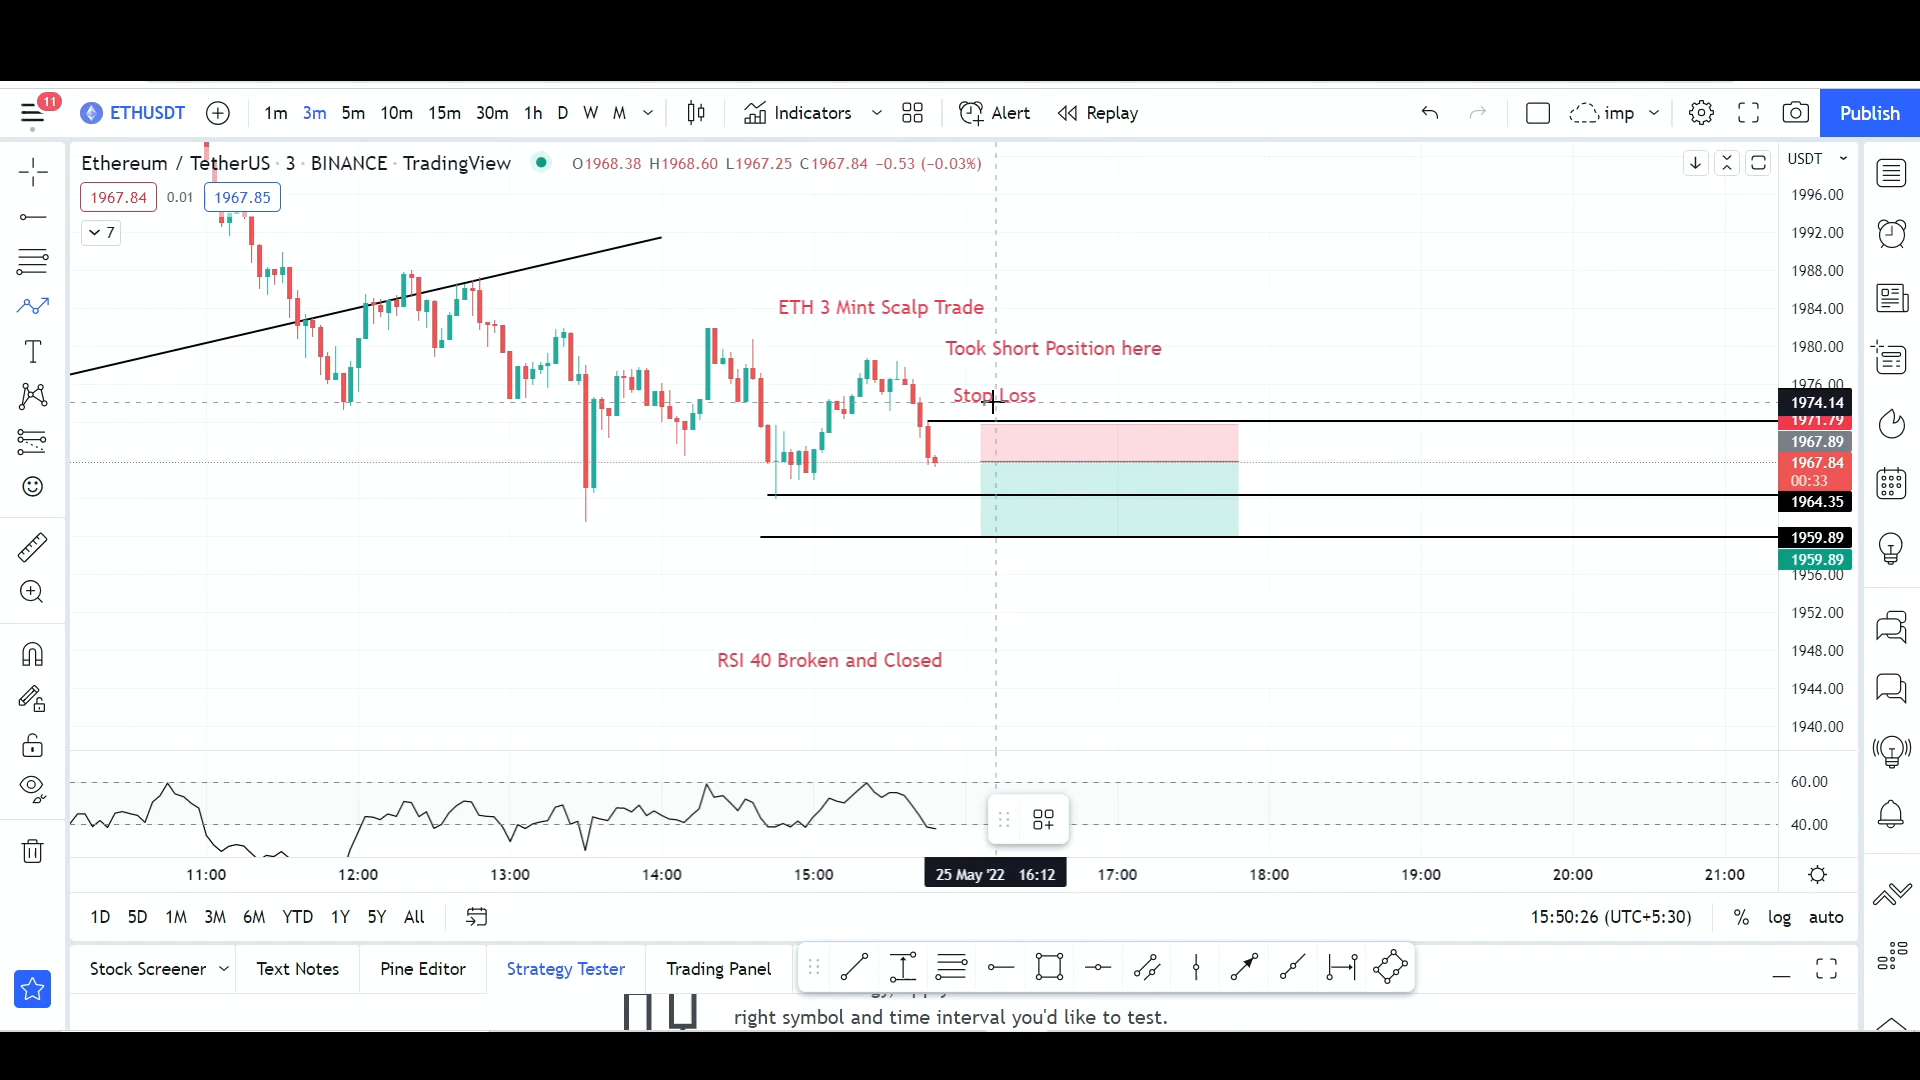 11
ETHUSDT
1m 3m 5m 10m 15m 30m 1h D W M
Indicators
Alert
Replay
imp
Publish
Ethereum / TetherUS · 3 · BINANCE · TradingView
O1968.38 H1968.60 L1967.25 C1967.84 −0.53 (−0.03%)
USDT
1967.84 0.01 1967.85
7
1996.00
1992.00
1988.00
1984.00
1980.00
1976.00
1974.14
1971.79
1967.89
1967.84
00:33
1964.35
1959.89
1959.89
1956.00
1952.00
1948.00
1944.00
1940.00
ETH 3 Mint Scalp Trade
Took Short Position here
Stop Loss
RSI 40 Broken and Closed
60.00
40.00
11:00 12:00 13:00 14:00 15:00 25 May '22 16:12 17:00 18:00 19:00 20:00 21:00
1D 5D 1M 3M 6M YTD 1Y 5Y All
15:50:26 (UTC+5:30) % log auto
Stock Screener Text Notes Pine Editor Strategy Tester Trading Panel
right symbol and time interval you'd like to test.